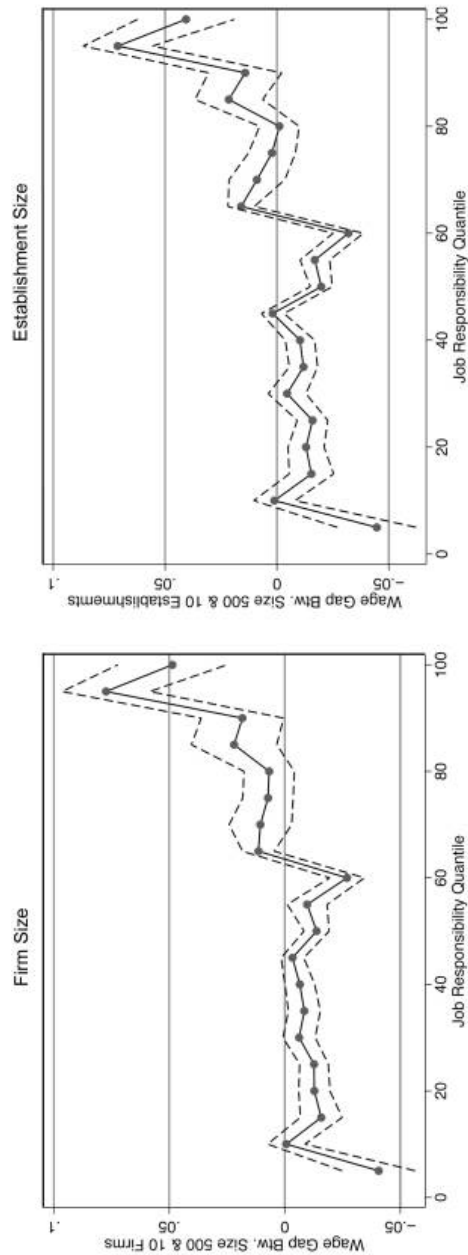 Firm Size
Wage Gap Btw. Size 500 & 10 Firms
.1
.05
0
-.05
0 20 40 60 80 100
Job Responsibility Quantile
Establishment Size
Wage Gap Btw. Size 500 & 10 Establishmemts
.1
.05
0
-.05
0 20 40 60 80 100
Job Responsibility Quantile